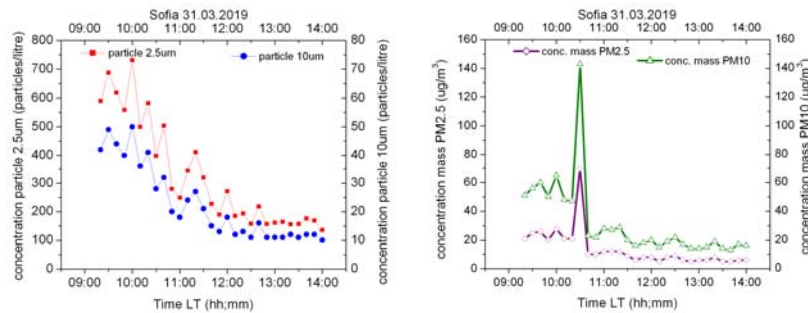 Sofia 31.03.2019
09:00 10:00 11:00 12:00 13:00 14:00
particle 2.5um
particle 10um
800
700
600
500
400
300
200
100
0
80
70
60
50
40
30
20
10
0
concentration particle 2.5um (particles/litre)
concentration particle 10um (particles/litre)
09:00 10:00 11:00 12:00 13:00 14:00
Time LT (hh;mm)
Sofia 31.03.2019
09:00 10:00 11:00 12:00 13:00 14:00
conc. mass PM2.5
conc. mass PM10
160
140
120
100
80
60
40
20
0
160
140
120
100
80
60
40
20
0
concentration mass PM2.5
(ug/m³)
concentration mass PM10 (ug/m³)
09:00 10:00 11:00 12:00 13:00 14:00
Time LT (hh;mm)